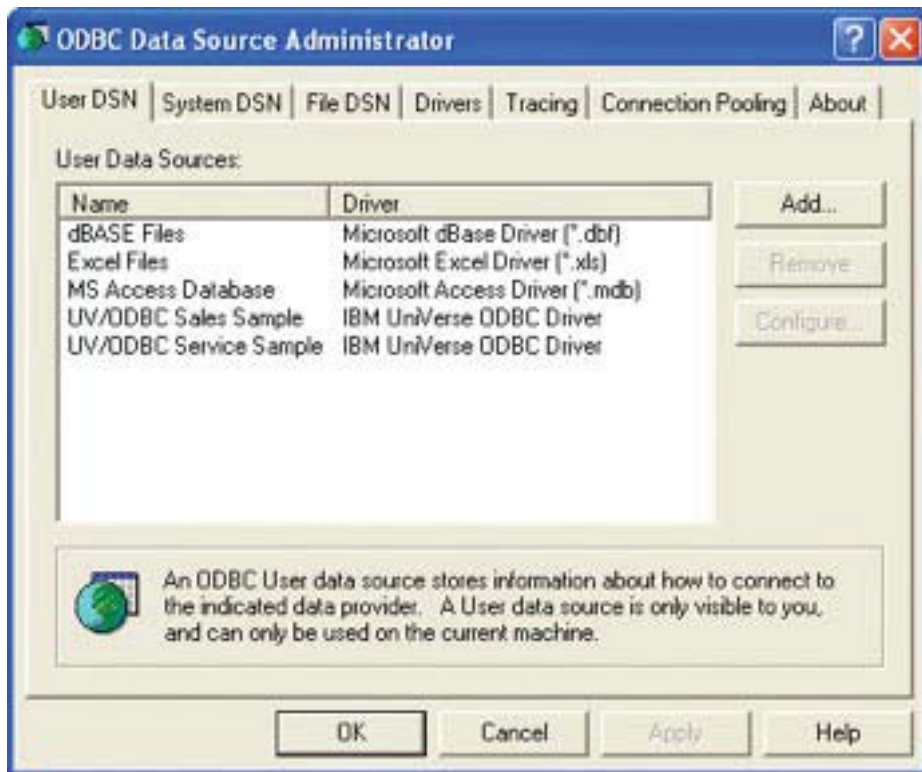 ODBC Data Source Administrator
User DSN System DSN File DSN Drivers Tracing Connection Pooling About
User Data Sources:
Name Driver
dBASE Files Microsoft dBase Driver (*.dbf)
Excel Files Microsoft Excel Driver (*.xls)
MS Access Database Microsoft Access Driver (*.mdb)
UV/ODBC Sales Sample IBM UniVerse ODBC Driver
UV/ODBC Service Sample IBM UniVerse ODBC Driver
Add...
Remove
Configure...
An ODBC User data source stores information about how to connect to
the indicated data provider. A User data source is only visible to you,
and can only be used on the current machine.
OK Cancel Apply Help